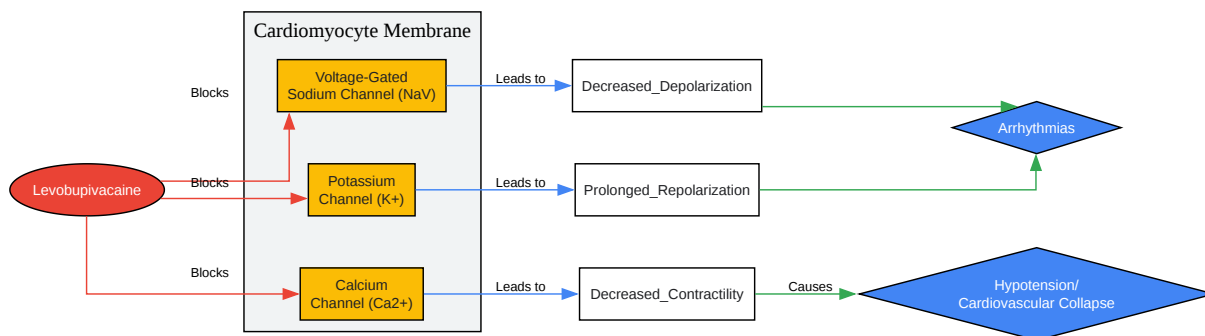 Cardiomyocyte Membrane
Blocks
Voltage-Gated
Sodium Channel (NaV)
Leads to
Decreased_Depolarization
Arrhythmias
Levobupivacaine
Blocks
Potassium
Channel (K+)
Leads to
Prolonged_Repolarization
Blocks
Calcium
Channel (Ca2+)
Leads to
Decreased_Contractility
Causes
Hypotension/
Cardiovascular Collapse